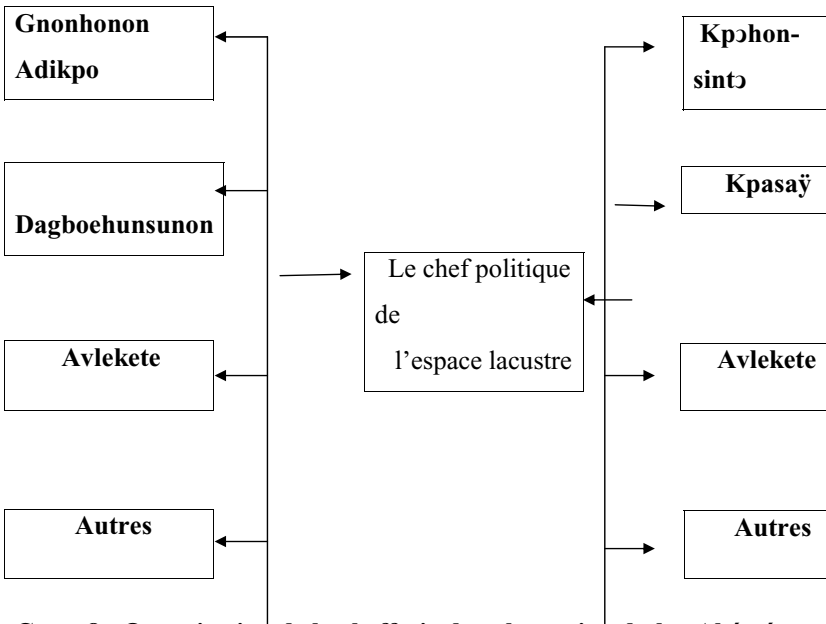 Gnonhonon
Adikpo
Dagboehunsunon
Avlekete
Autres
Le chef politique
de
l’espace lacustre
Kpɔhon-
sintɔ
Kpasaÿ
Avlekete
Autres